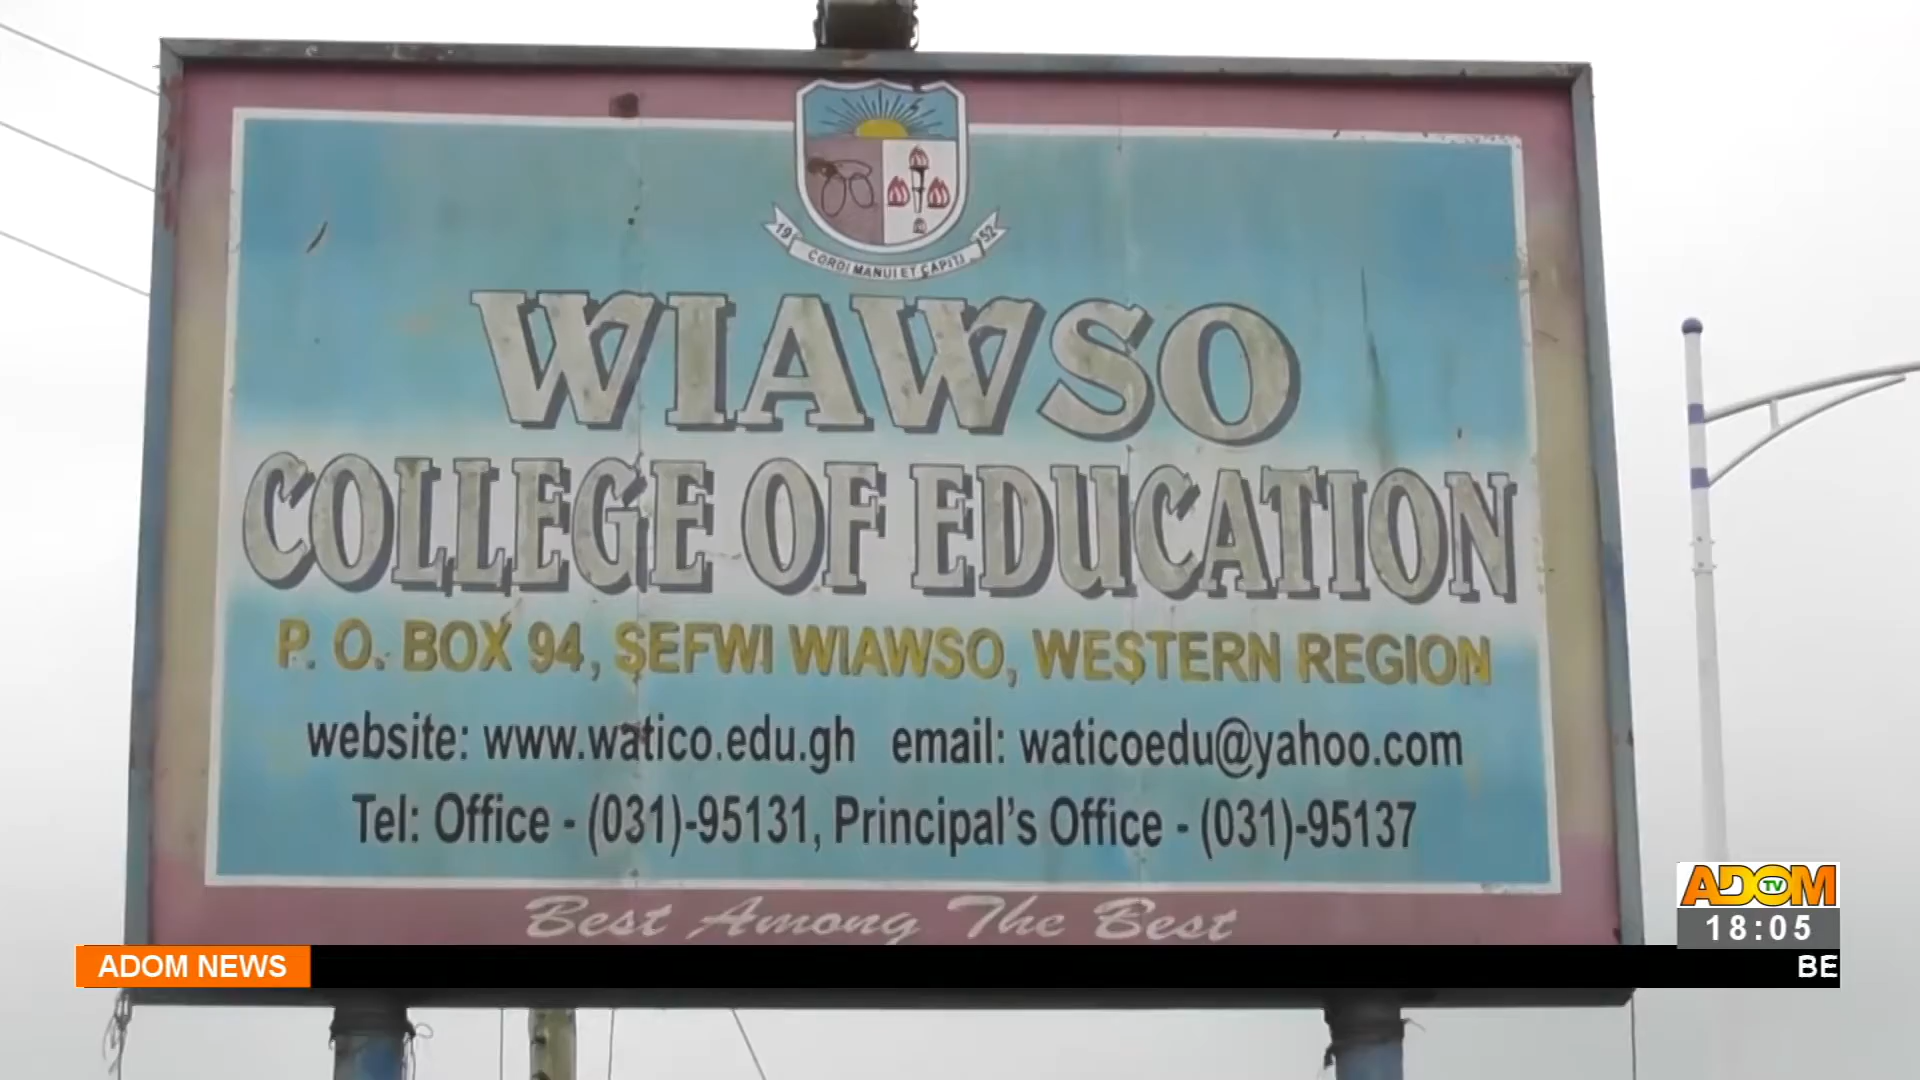 19 52
CORDI MANUI ET CAPITI
WIAWSO
COLLEGE OF EDUCATION
P. O. BOX 94, SEFWI WIAWSO, WESTERN REGION
website: www.watico.edu.gh email: waticoedu@yahoo.com
Tel: Office - (031)-95131, Principal's Office - (031)-95137
Best Among The Best
ADOM TV
18:05
ADOM NEWS
BE